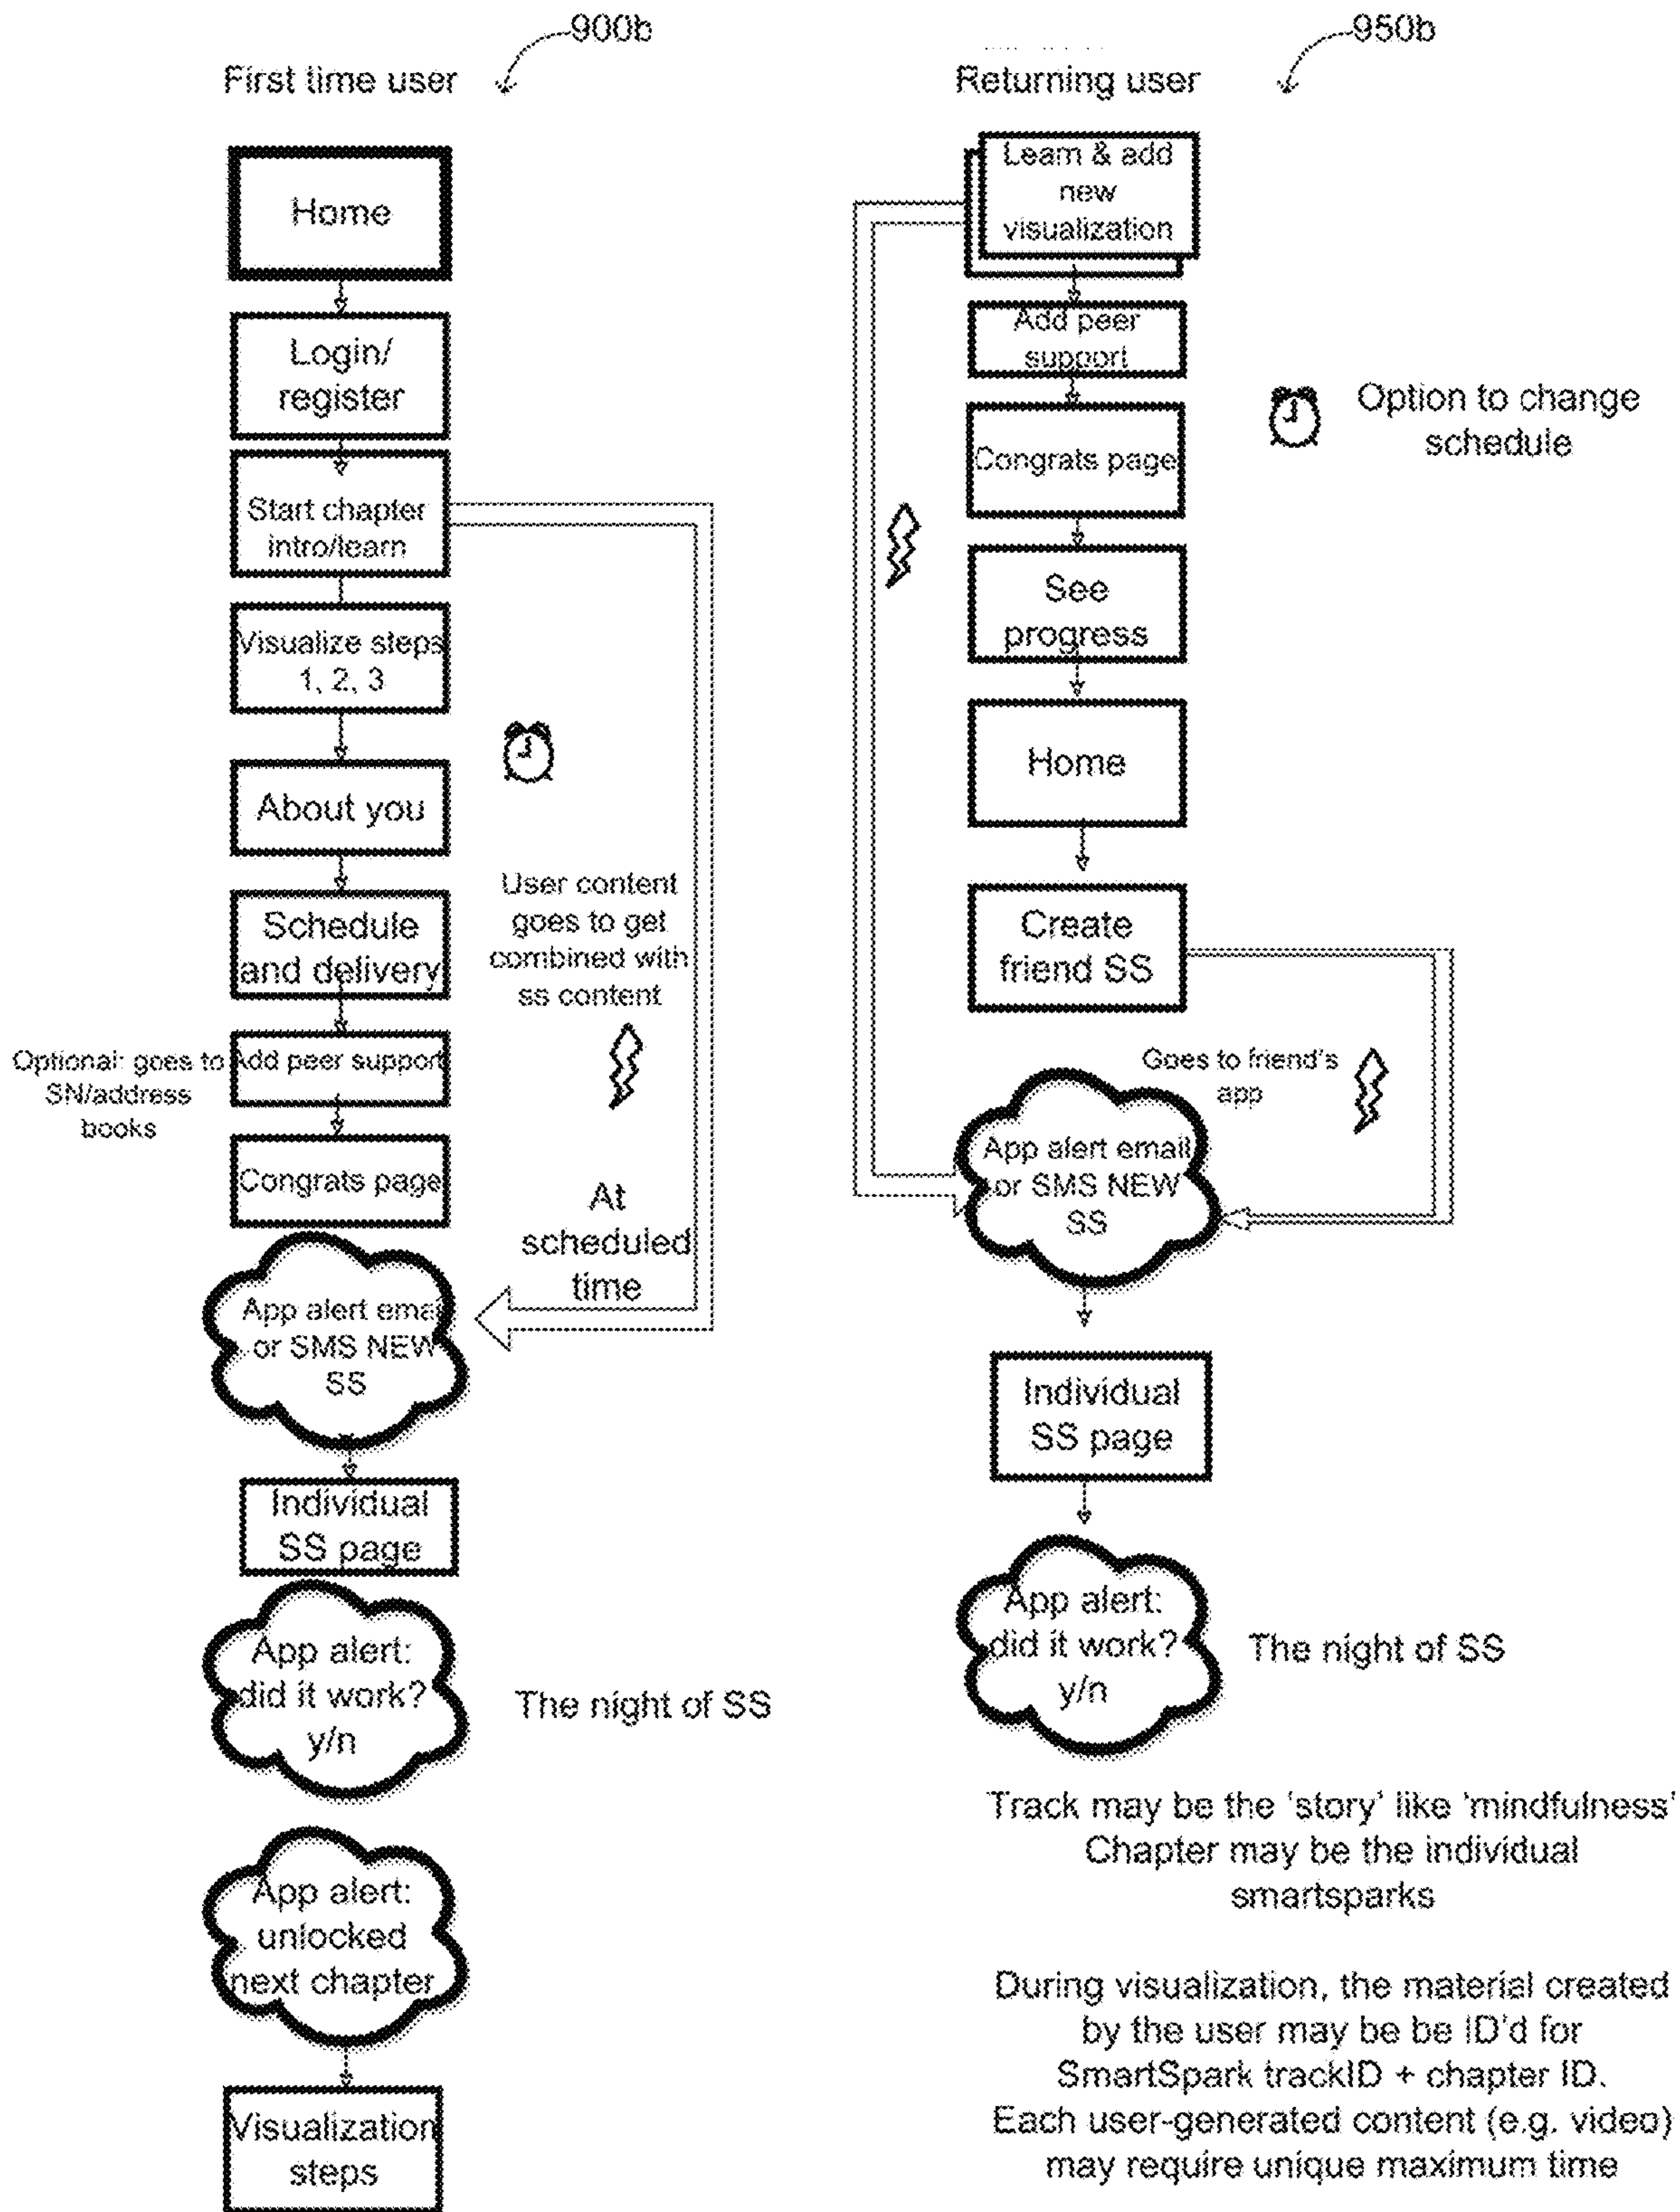 900b
First time user
Home
Login/
register
Start chapter
intro/learn
Visualize steps
1, 2, 3
About you
Schedule
and delivery
User content
goes to get
combined with
ss content
Optional: goes to
SN/address
books
Add peer support
Congrats page
At
scheduled
time
App alert email
or SMS NEW
SS
Individual
SS page
App alert:
did it work?
y/n
The night of SS
App alert:
unlocked
next chapter
Visualization
steps
950b
Returning user
Learn & add
new
visualization
Add peer
support
Option to change
schedule
Congrats page
See
progress
Home
Create
friend SS
Goes to friend's
app
App alert email
or SMS NEW
SS
Individual
SS page
App alert:
did it work?
y/n
The night of SS
Track may be the 'story' like 'mindfulness'
Chapter may be the individual
smartsparks
During visualization, the material created
by the user may be be ID'd for
SmartSpark trackID + chapter ID.
Each user-generated content (e.g. video)
may require unique maximum time